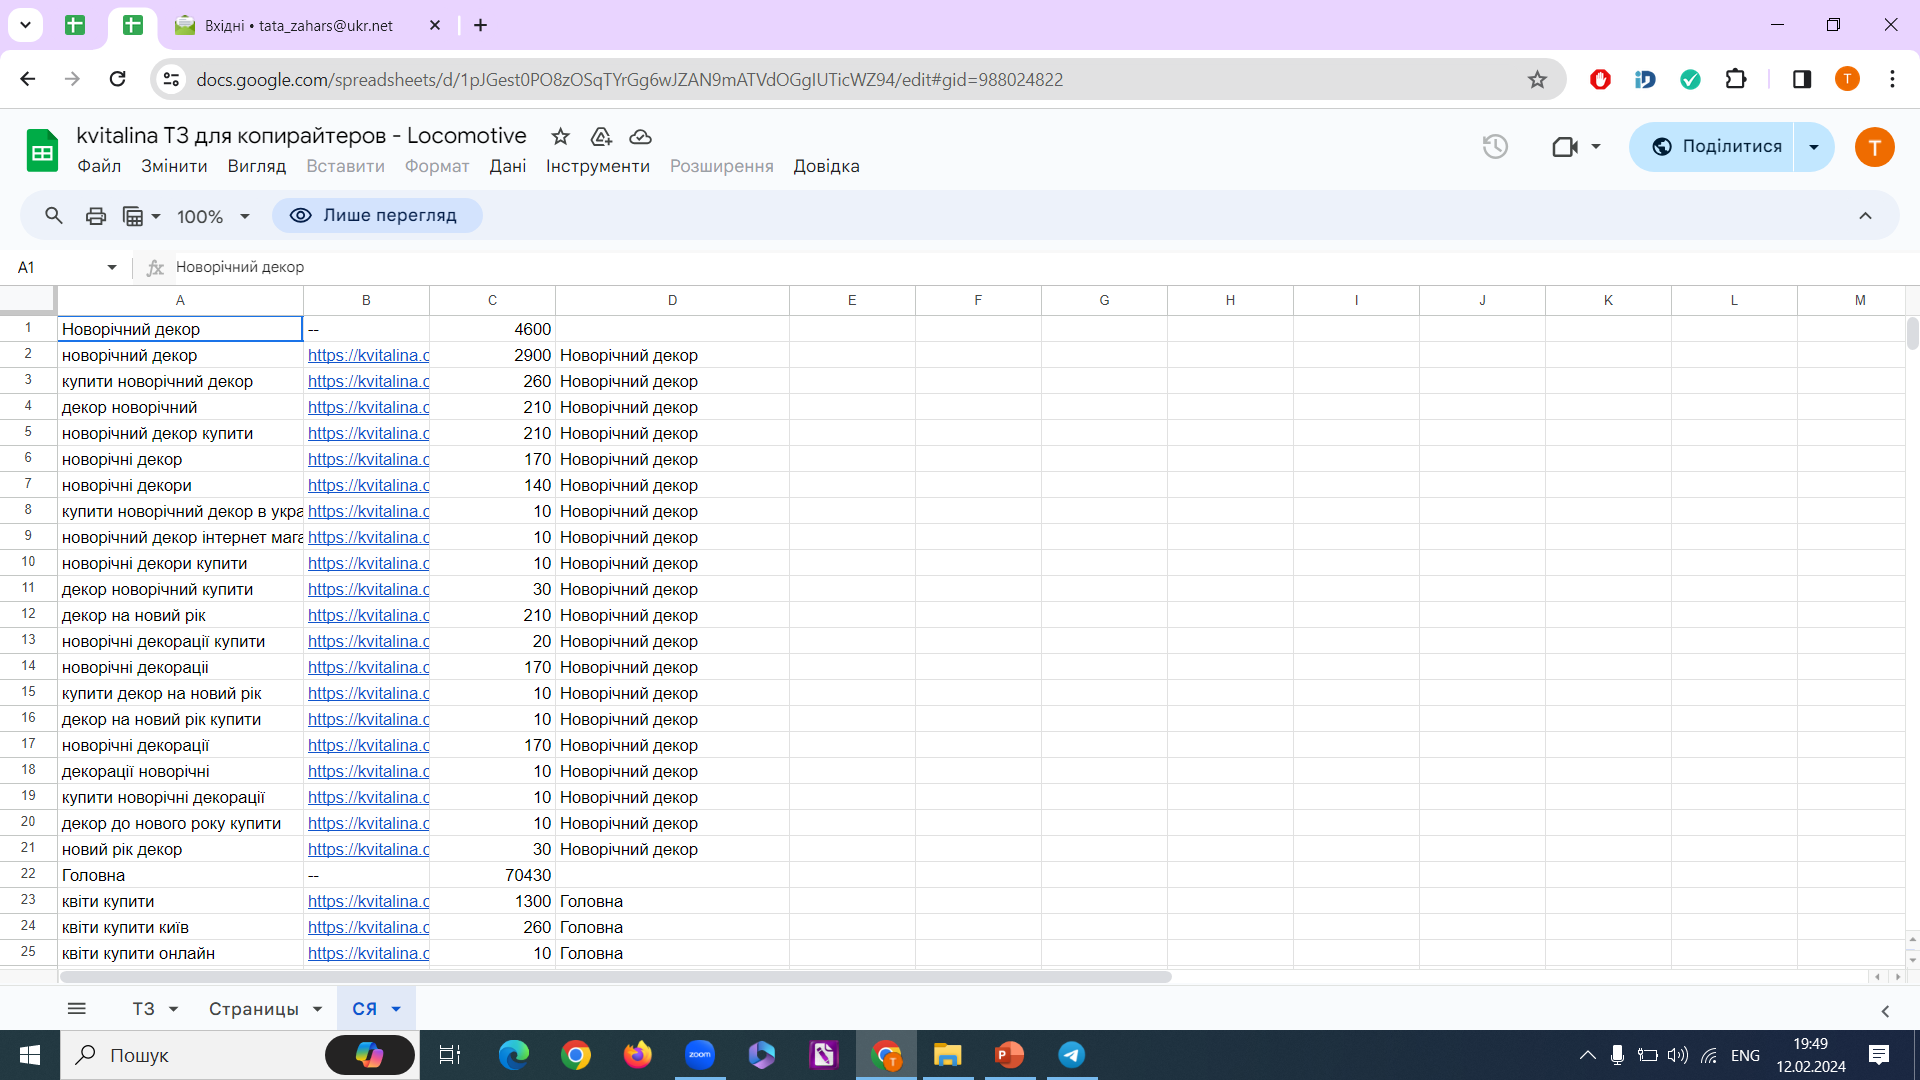 Вхідні • tata_zahars@ukr.net
docs.google.com/spreadsheets/d/1pJGest0PO8zOSqTYrGg6wJZAN9mATVdOGgIUTicWZ94/edit#gid=988024822
T
kvitalina ТЗ для копирайтеров - Locomotive
Файл Змінити Вигляд Вставити Формат Дані Інструменти Розширення Довідка
Поділитися
T
100% Лише перегляд
A1 fx Новорічний декор
A B C D E F G H I J K L M
1 Новорічний декор -- 4600
2 новорічний декор https://kvitalina.c 2900 Новорічний декор
3 купити новорічний декор https://kvitalina.c 260 Новорічний декор
4 декор новорічний https://kvitalina.c 210 Новорічний декор
5 новорічний декор купити https://kvitalina.c 210 Новорічний декор
6 новорічні декор https://kvitalina.c 170 Новорічний декор
7 новорічні декори https://kvitalina.c 140 Новорічний декор
8 купити новорічний декор в укра https://kvitalina.c 10 Новорічний декор
9 новорічний декор інтернет мага https://kvitalina.c 10 Новорічний декор
10 новорічні декори купити https://kvitalina.c 10 Новорічний декор
11 декор новорічний купити https://kvitalina.c 30 Новорічний декор
12 декор на новий рік https://kvitalina.c 210 Новорічний декор
13 новорічні декорації купити https://kvitalina.c 20 Новорічний декор
14 новорічні декораціі https://kvitalina.c 170 Новорічний декор
15 купити декор на новий рік https://kvitalina.c 10 Новорічний декор
16 декор на новий рік купити https://kvitalina.c 10 Новорічний декор
17 новорічні декорації https://kvitalina.c 170 Новорічний декор
18 декорації новорічні https://kvitalina.c 10 Новорічний декор
19 купити новорічні декорації https://kvitalina.c 10 Новорічний декор
20 декор до нового року купити https://kvitalina.c 10 Новорічний декор
21 новий рік декор https://kvitalina.c 30 Новорічний декор
22 Головна -- 70430
23 квіти купити https://kvitalina.c 1300 Головна
24 квіти купити київ https://kvitalina.c 260 Головна
25 квіти купити онлайн https://kvitalina.c 10 Головна
ТЗ Страницы СЯ
Пошук
zoom
T
P
ENG
19:49
12.02.2024